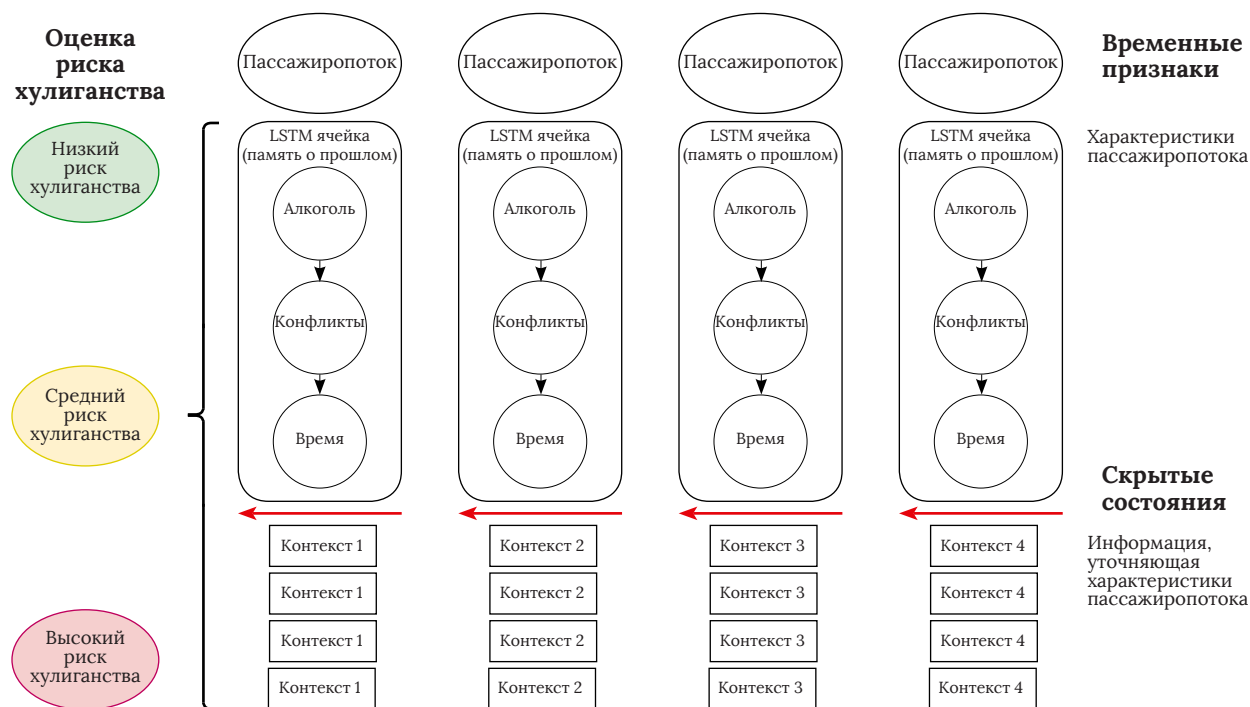 Оценка
риска
хулиганства
Низкий
риск
хулиганства
Средний
риск
хулиганства
Высокий
риск
хулиганства
Пассажиропоток
LSTM ячейка
(память о прошлом)
Алкоголь
Конфликты
Время
Контекст 1
Контекст 1
Контекст 1
Контекст 1
Пассажиропоток
LSTM ячейка
(память о прошлом)
Алкоголь
Конфликты
Время
Контекст 2
Контекст 2
Контекст 2
Контекст 2
Пассажиропоток
LSTM ячейка
(память о прошлом)
Алкоголь
Конфликты
Время
Контекст 3
Контекст 3
Контекст 3
Контекст 3
Пассажиропоток
LSTM ячейка
(память о прошлом)
Алкоголь
Конфликты
Время
Контекст 4
Контекст 4
Контекст 4
Контекст 4
Временные
признаки
Характеристики
пассажиропотока
Скрытые
состояния
Информация,
уточняющая
характеристики
пассажиропотока